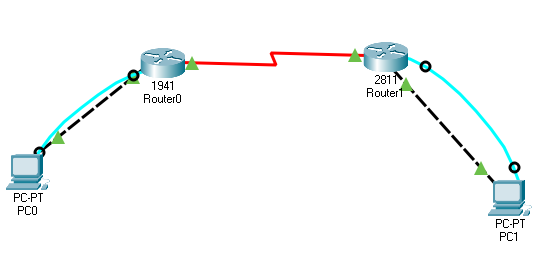 1941
Router0
2811
Router1
PC-PT
PC0
PC-PT
PC1